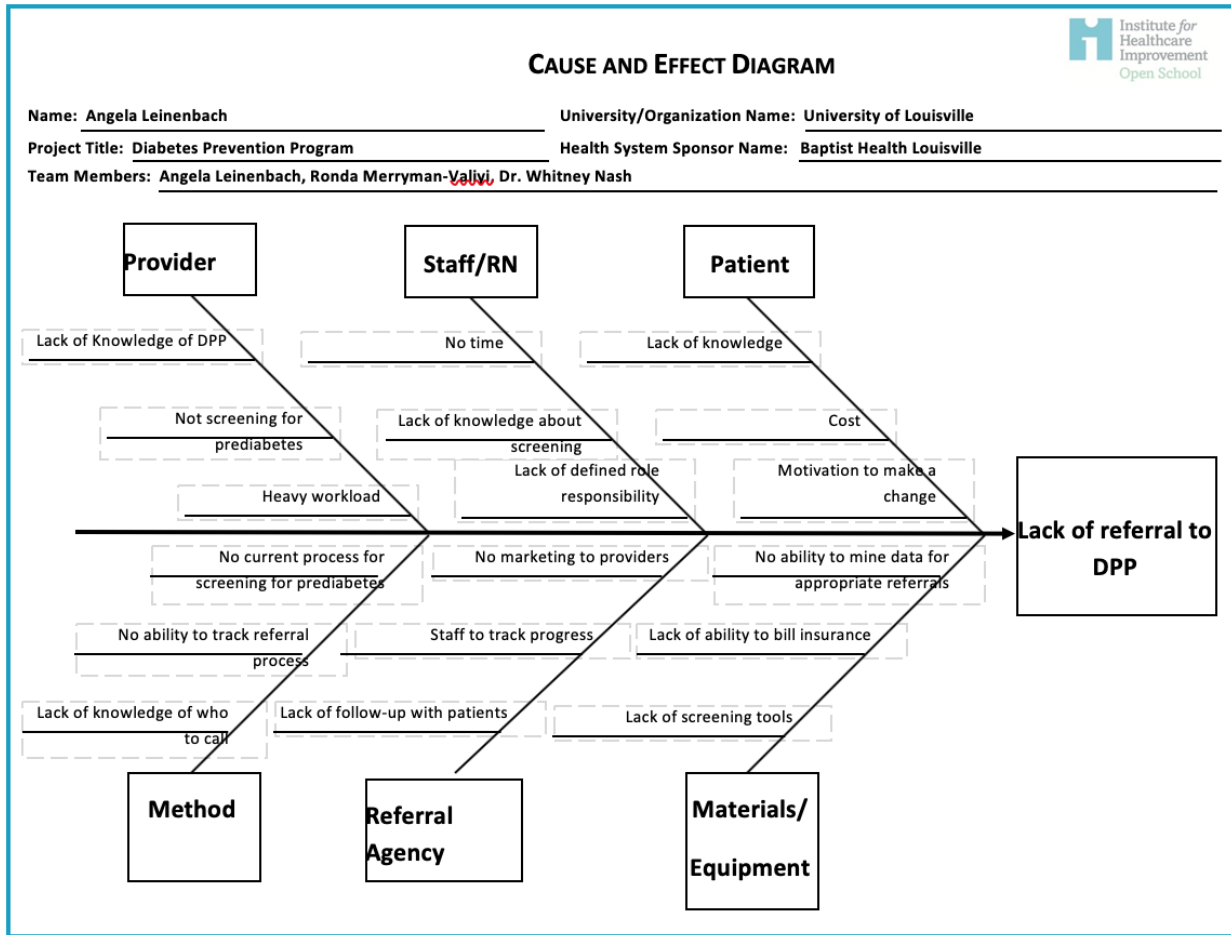 Institute for
Healthcare
Improvement
Open School
CAUSE AND EFFECT DIAGRAM
Name: Angela Leinenbach
University/Organization Name: University of Louisville
Project Title: Diabetes Prevention Program
Health System Sponsor Name: Baptist Health Louisville
Team Members: Angela Leinenbach, Ronda Merryman-Valiyi, Dr. Whitney Nash
Provider
Staff/RN
Patient
Lack of Knowledge of DPP
No time
Lack of knowledge
Not screening for
prediabetes
Lack of knowledge about
screening
Cost
Heavy workload
Lack of defined role
responsibility
Motivation to make a
change
Lack of referral to
DPP
No current process for
screening for prediabetes
No marketing to providers
No ability to mine data for
appropriate referrals
No ability to track referral
process
Staff to track progress
Lack of ability to bill insurance
Lack of knowledge of who
to call
Lack of follow-up with patients
Lack of screening tools
Method
Referral
Agency
Materials/
Equipment